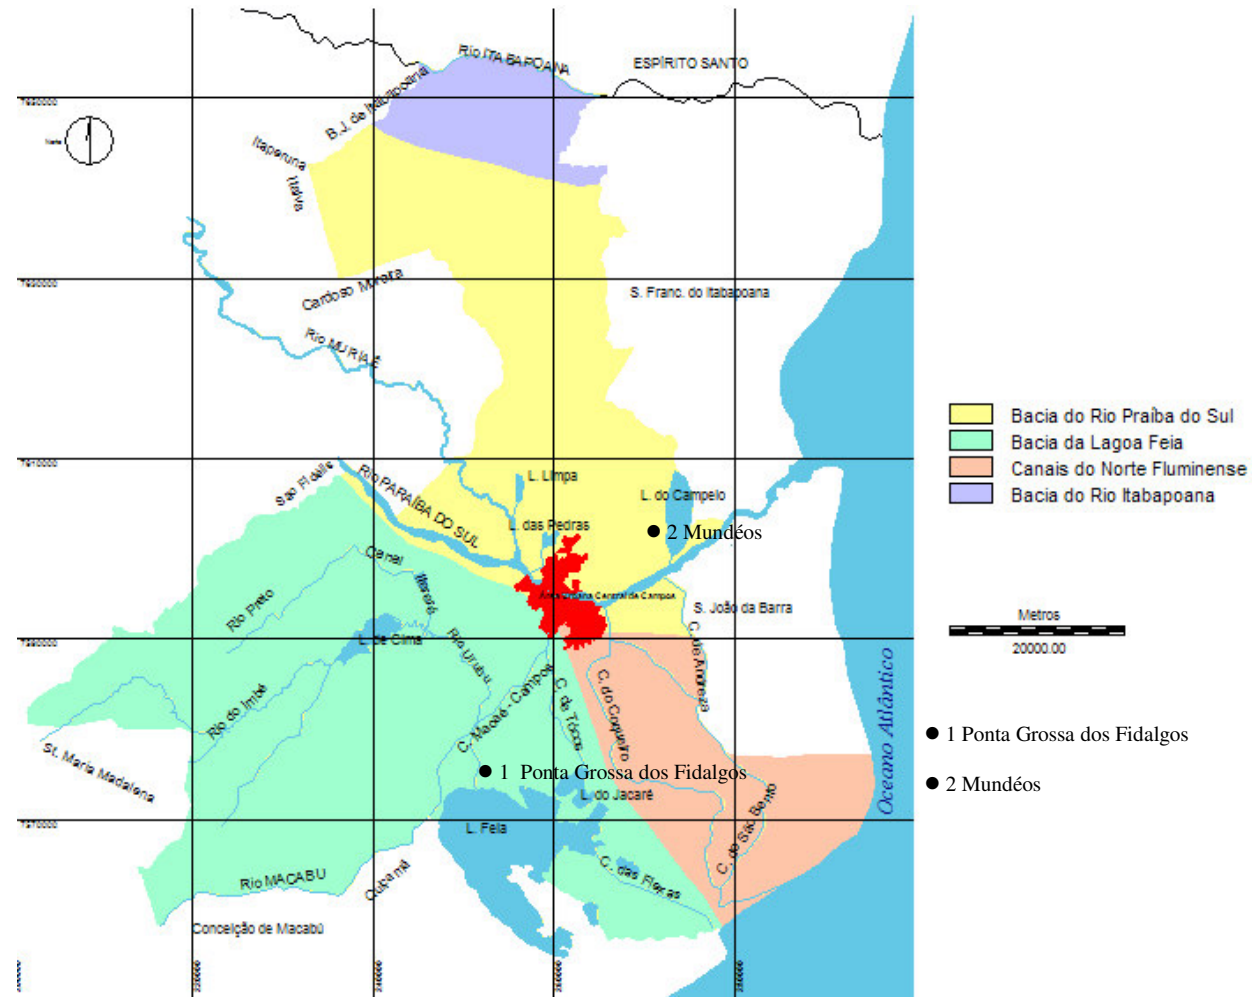 Rio ITABAPOANA
ESPÍRITO SANTO
B.J. de Itabapoana
Norte
Itaperuna
Italva
Cardoso Moreira
S. Franc. do Itabapoana
Rio MURIAÉ
São Fidélis
Rio PARAÍBA DO SUL
L. Limpa
L. do Campelo
L. das Pedras
2 Mundéos
Canal
Itararé
Área Urbana Central de Campos
Rio Preto
S. João da Barra
L. de Cima
Rio Urubu
C. de Andreza
Rio do Imbé
C. Macaé - Campos
C. de Tócos
C. do Coqueiro
St. Maria Madalena
1 Ponta Grossa dos Fidalgos
L. do Jacaré
L. Feia
C. de São Bento
C. das Flexas
Rio MACABU
Conceição de Macabú
Oceano Atlântico
Bacia do Rio Praíba do Sul
Bacia da Lagoa Feia
Canais do Norte Fluminense
Bacia do Rio Itabapoana
Metros
20000.00
1 Ponta Grossa dos Fidalgos
2 Mundéos